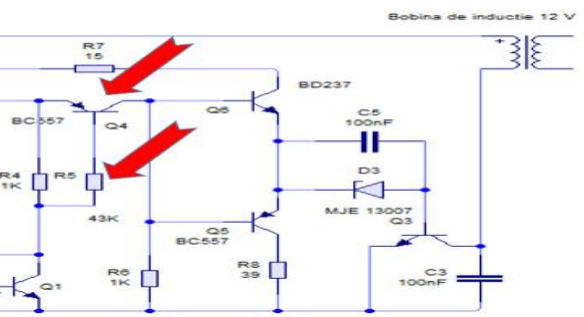 Bobina de inductie 12 V
R7
15
+
BD237
Q6
C5
100nF
BC557
Q4
R4
1K
R5
43K
D3
MJE 13007
Q3
Q5
BC557
R8
39
R6
1K
C3
100nF
Q1